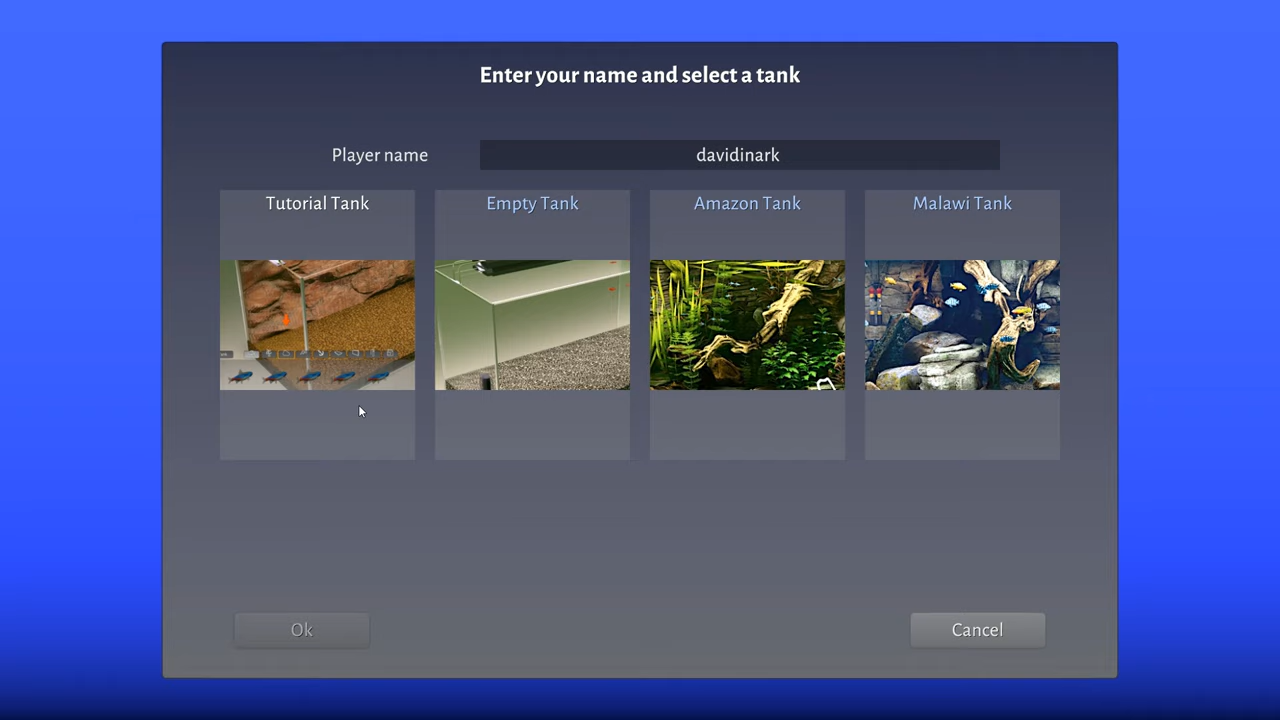 Enter your name and select a tank
Player name davidinark
Tutorial Tank Empty Tank Amazon Tank Malawi Tank
Ok Cancel